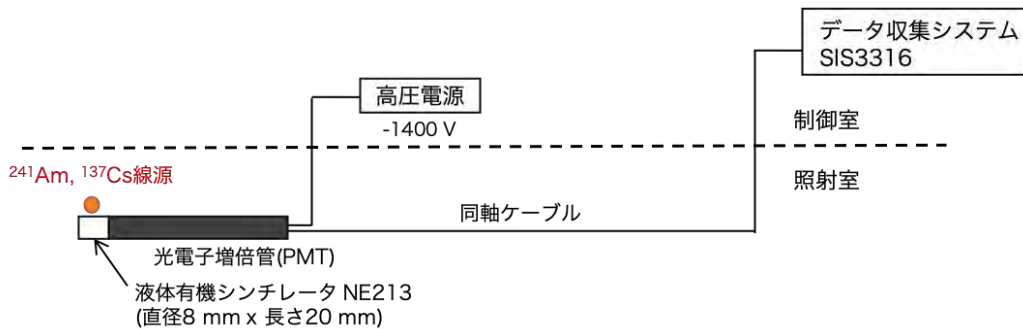 データ収集システム
SIS3316
高圧電源
-1400 V
制御室
²⁴¹Am, ¹³⁷Cs線源
照射室
同軸ケーブル
光電子増倍管(PMT)
液体有機シンチレータ NE213
(直径8 mm x 長さ20 mm)